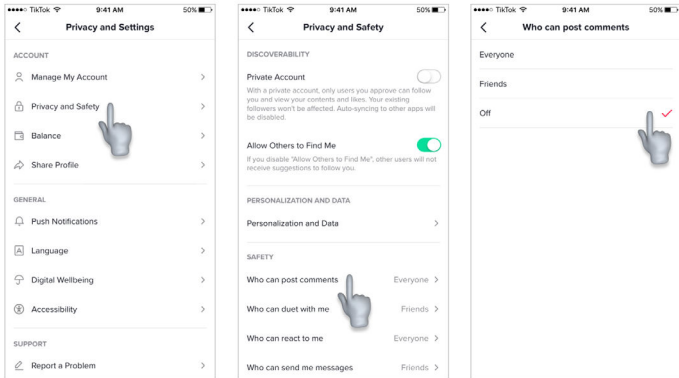 TikTok 9:41 AM 50%
Privacy and Settings
ACCOUNT
Manage My Account
Privacy and Safety
Balance
Share Profile
GENERAL
Push Notifications
A Language
Digital Wellbeing
Accessibility
SUPPORT
Report a Problem
TikTok 9:41 AM 50%
Privacy and Safety
DISCOVERABILITY
Private Account
With a private account, only users you approve can follow
you and view your contents and likes. Your existing
followers won't be affected. Auto-syncing to other apps will
be disabled.
Allow Others to Find Me
If you disable "Allow Others to Find Me", other users will not
receive suggestions to follow you.
PERSONALIZATION AND DATA
Personalization and Data
SAFETY
Who can post comments Everyone
Who can duet with me Friends
Who can react to me Everyone
Who can send me messages Friends
TikTok 9:41 AM 50%
Who can post comments
Everyone
Friends
Off